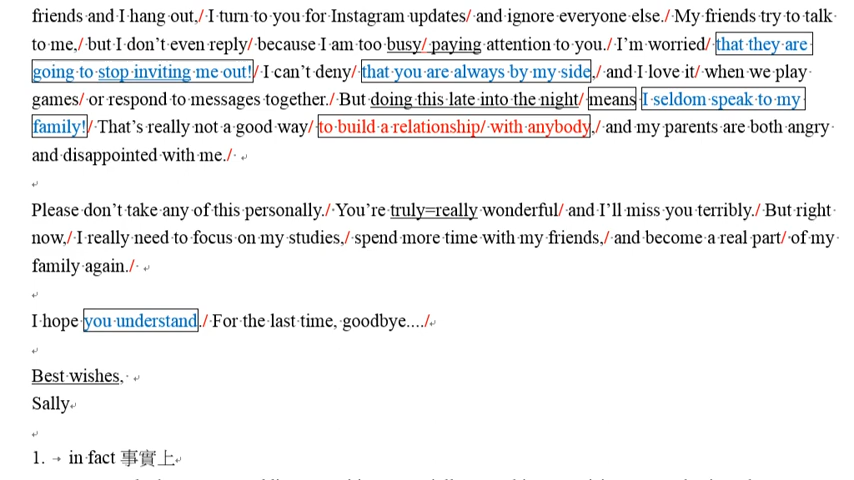 friends and I hang out,/ I turn to you for Instagram updates/ and ignore everyone else./ My friends try to talk
to me,/ but I don't even reply/ because I am too busy/ paying attention to you./ I'm worried/ that they are
going to stop inviting me out!/ I can't deny/ that you are always by my side,/ and I love it/ when we play
games/ or respond to messages together./ But doing this late into the night/ means I seldom speak to my
family!/ That's really not a good way/ to build a relationship/ with anybody,/ and my parents are both angry
and disappointed with me./
Please don't take any of this personally./ You're truly=really wonderful/ and I'll miss you terribly./ But right
now,/ I really need to focus on my studies,/ spend more time with my friends,/ and become a real part/ of my
family again./
I hope you understand./ For the last time, goodbye..../
Best wishes,
Sally
1. → in fact 事實上